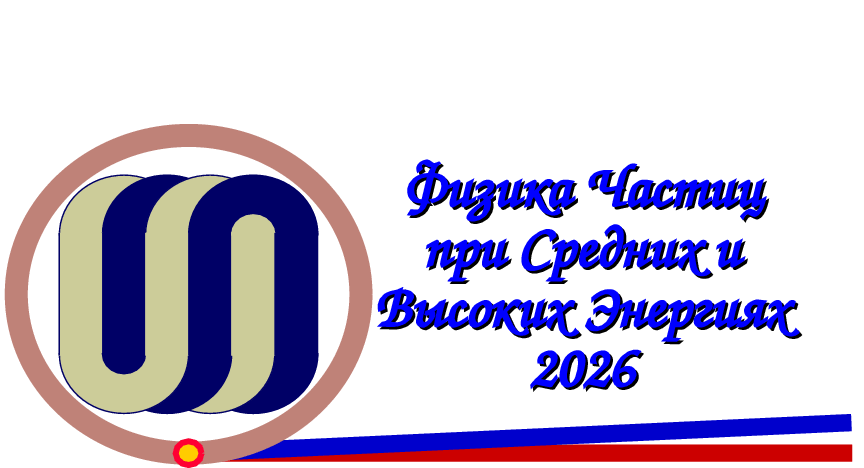 Физика Частиц
при Средних и
Высоких Энергиях
2026